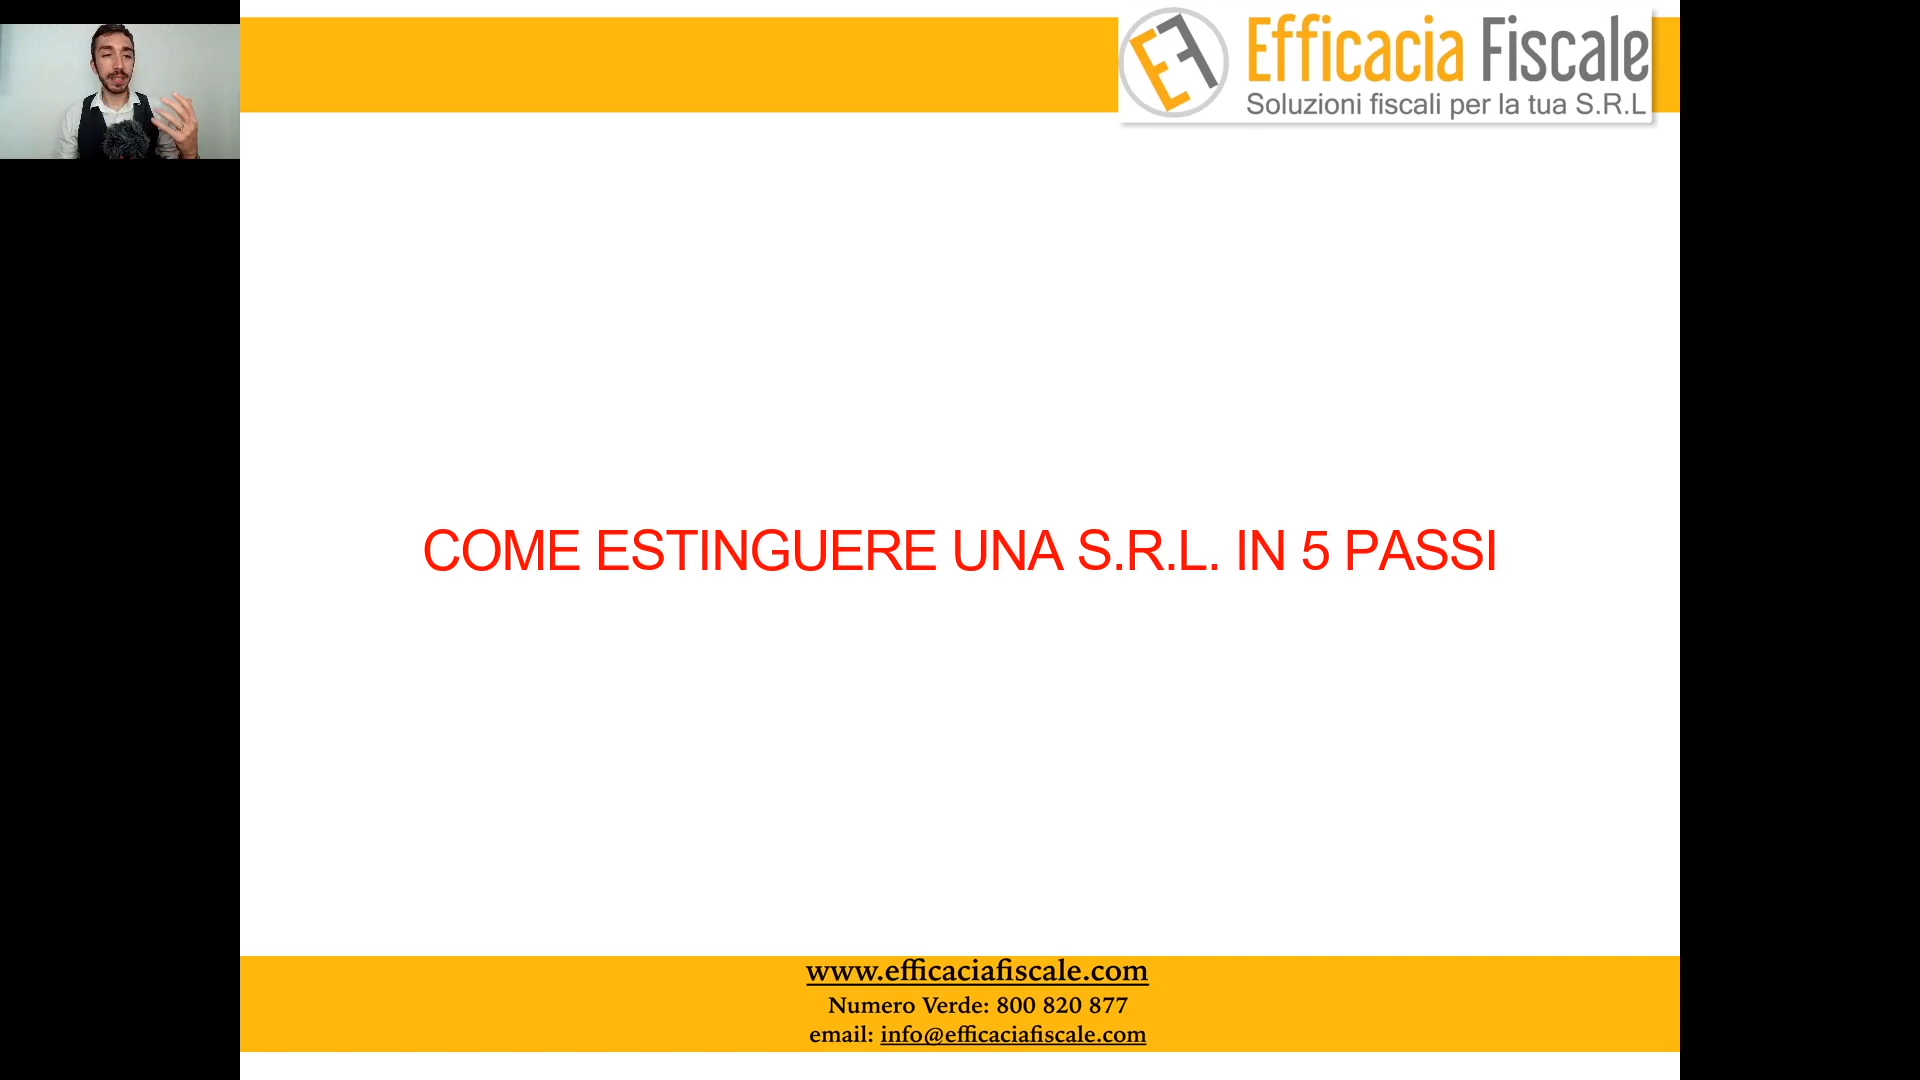 EF
Efficacia Fiscale
Soluzioni fiscali per la tua S.R.L
COME ESTINGUERE UNA S.R.L. IN 5 PASSI
www.efficaciafiscale.com
Numero Verde: 800 820 877
email: info@efficaciafiscale.com